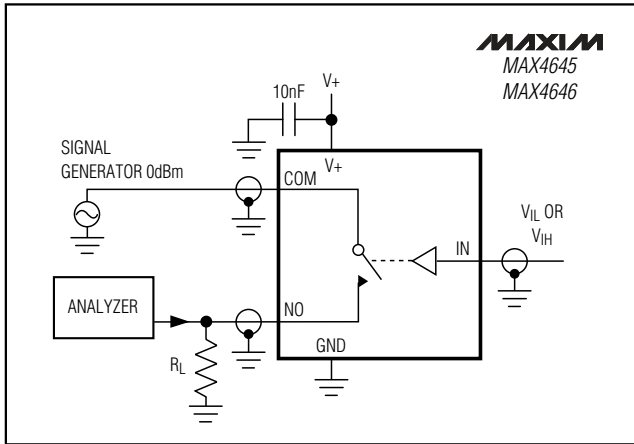 MAXIM
MAX4645
MAX4646
10nF
V+
V+
SIGNAL
GENERATOR 0dBm
COM
VIL OR
VIH
IN
ANALYZER
NO
GND
RL